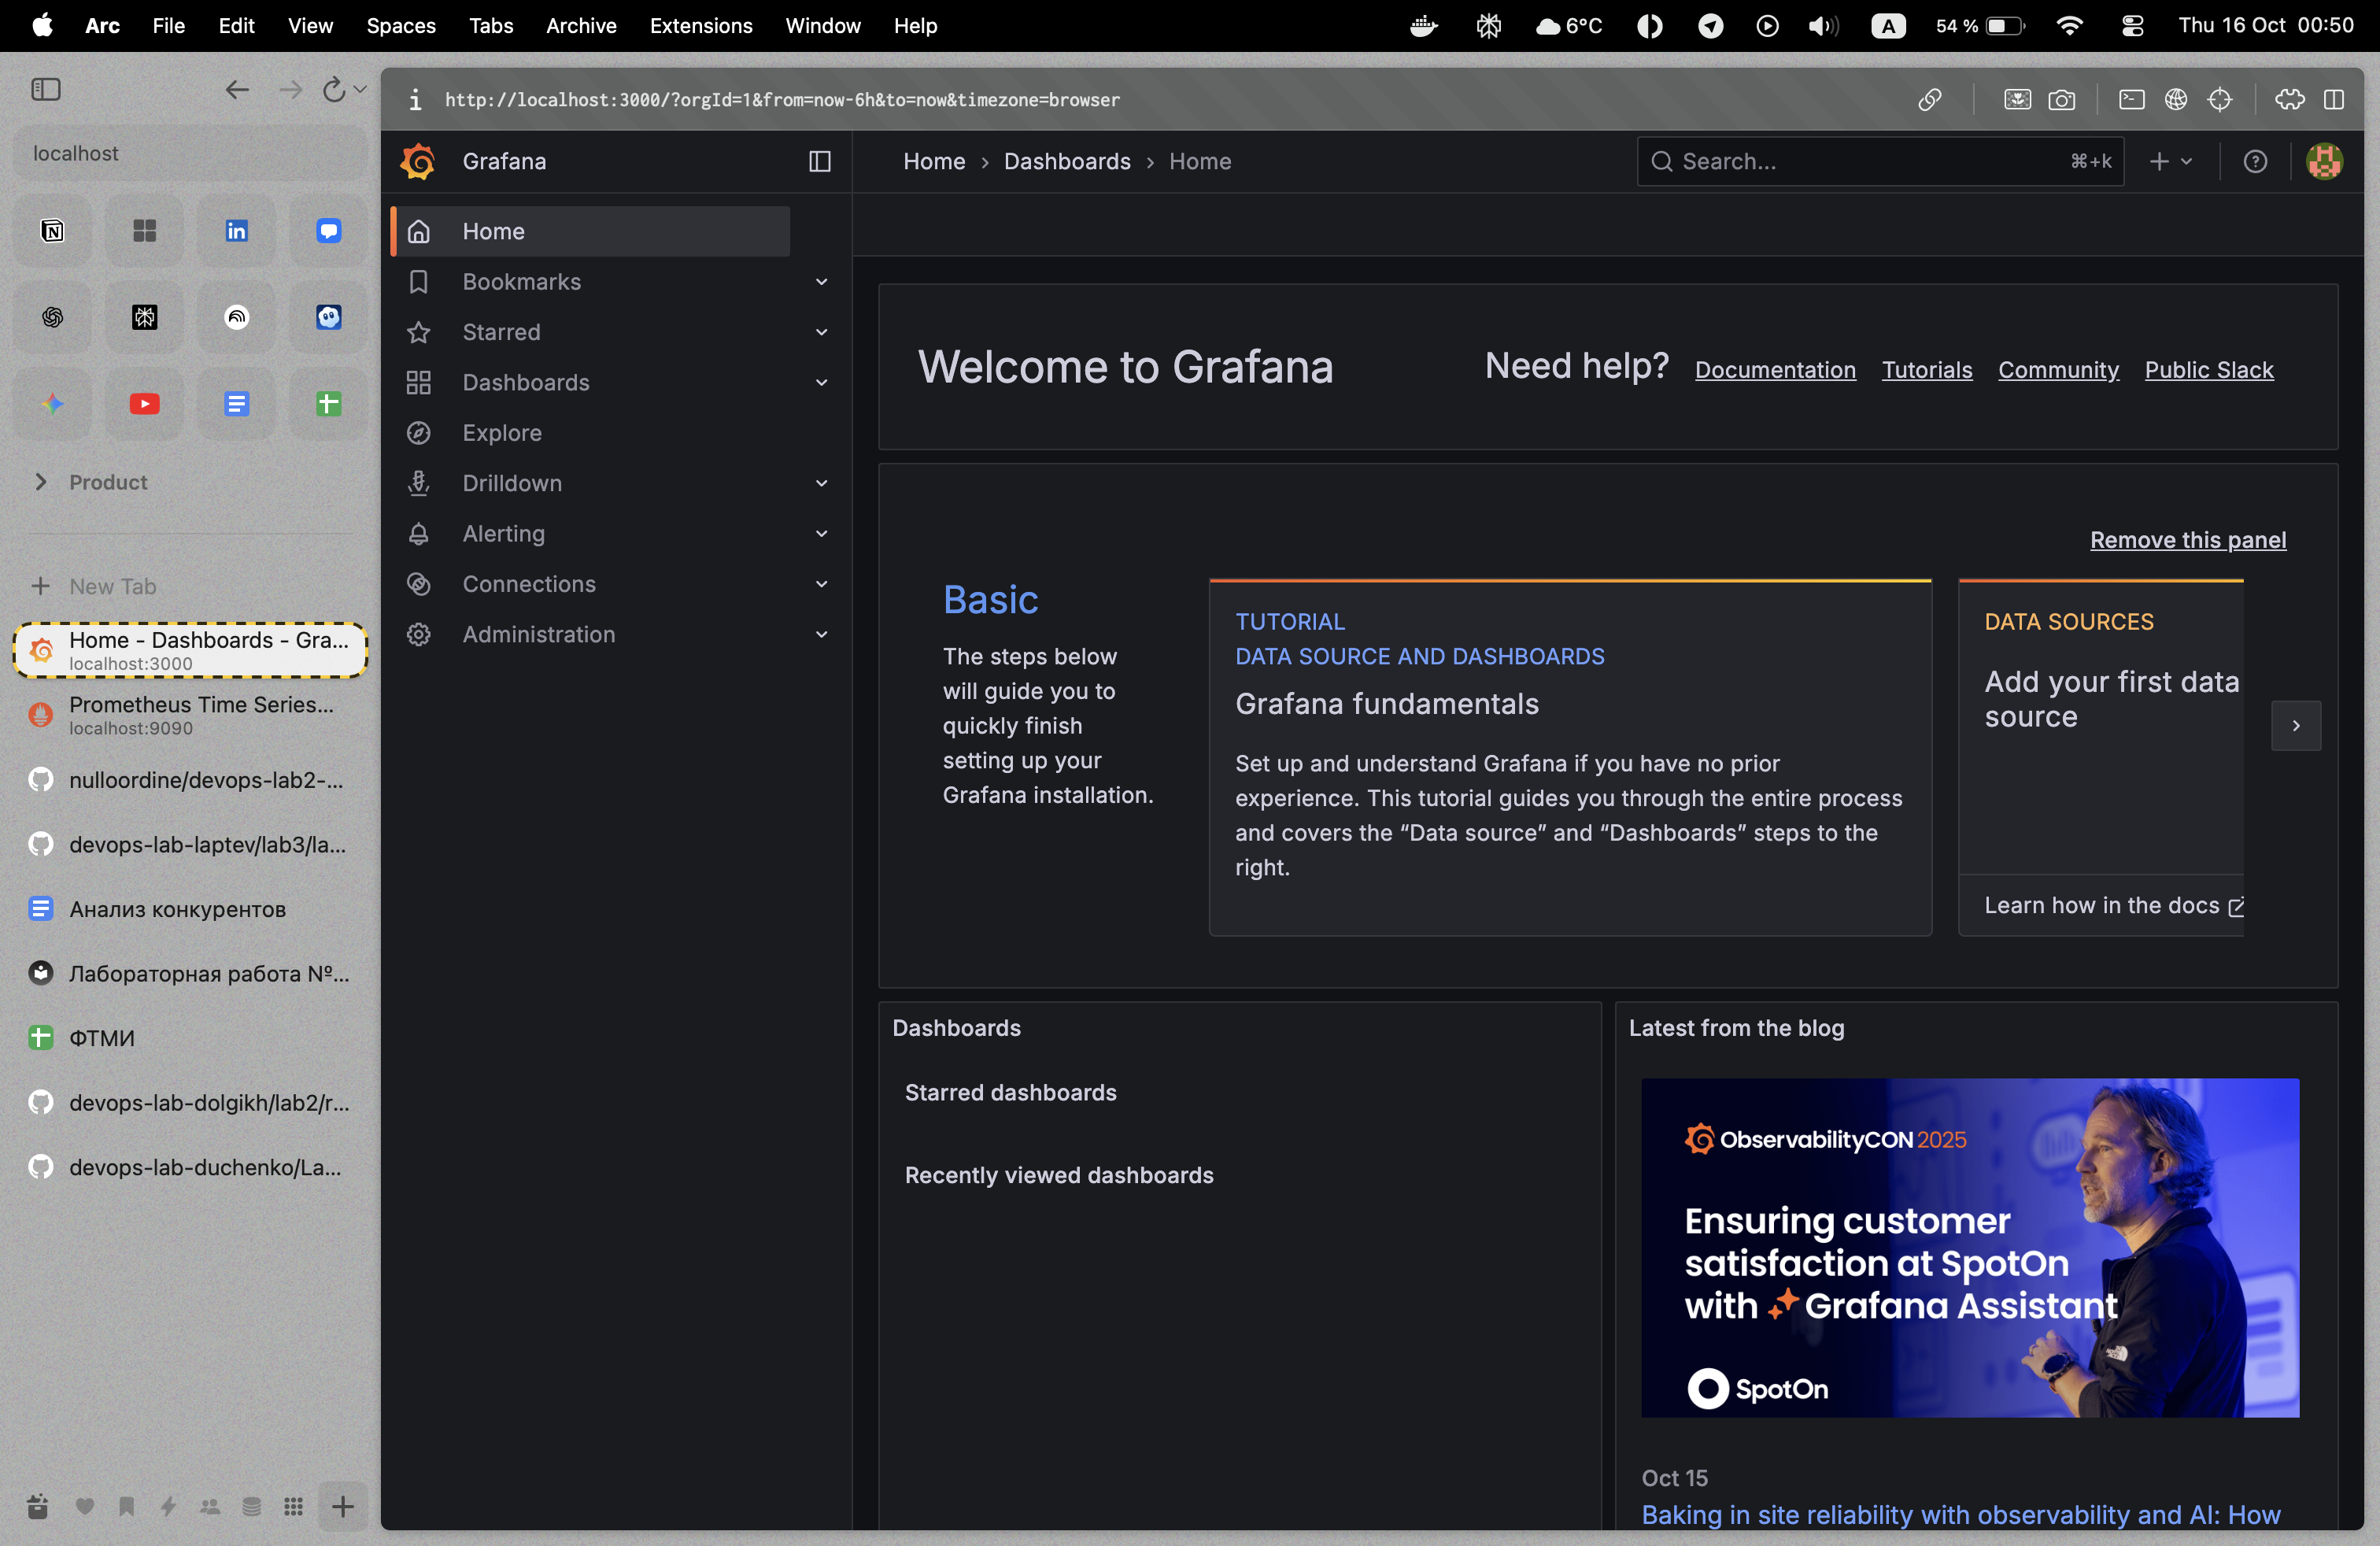 Arc File Edit View Spaces Tabs Archive Extensions Window Help
6°C A 54 % Thu 16 Oct 00:50
localhost
N
in
Product
New Tab
Home - Dashboards - Gra...
localhost:3000
Prometheus Time Series...
localhost:9090
nulloordine/devops-lab2-...
devops-lab-laptev/lab3/la...
Анализ конкурентов
Лабораторная работа №...
ФТМИ
devops-lab-dolgikh/lab2/r...
devops-lab-duchenko/La...
http://localhost:3000/?orgId=1&from=now-6h&to=now&timezone=browser
Grafana
Home › Dashboards › Home
Search... ⌘+k
Home
Bookmarks
Starred
Dashboards
Explore
Drilldown
Alerting
Connections
Administration
Welcome to Grafana
Need help? Documentation Tutorials Community Public Slack
Remove this panel
Basic
The steps below
will guide you to
quickly finish
setting up your
Grafana installation.
TUTORIAL
DATA SOURCE AND DASHBOARDS
Grafana fundamentals
Set up and understand Grafana if you have no prior
experience. This tutorial guides you through the entire process
and covers the “Data source” and “Dashboards” steps to the
right.
DATA SOURCES
Add your first data
source
Learn how in the docs
Dashboards
Starred dashboards
Recently viewed dashboards
Latest from the blog
ObservabilityCON 2025
Ensuring customer
satisfaction at SpotOn
with Grafana Assistant
SpotOn
Oct 15
Baking in site reliability with observability and AI: How